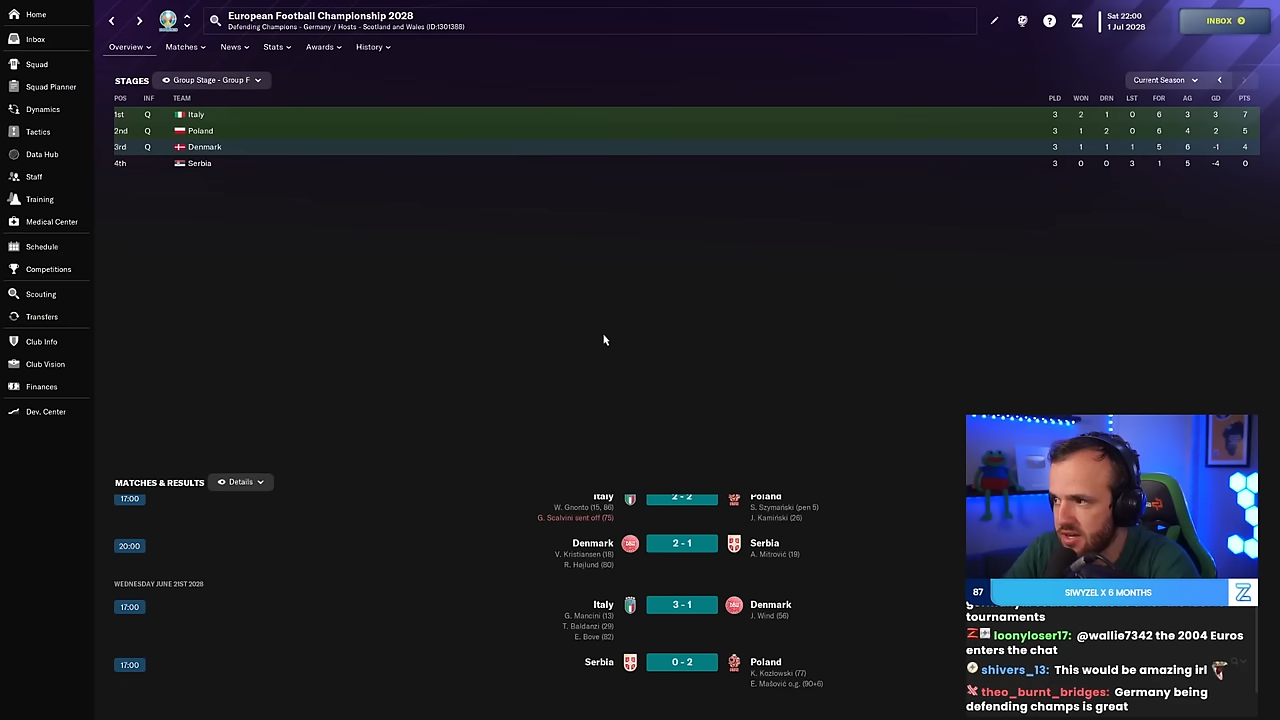 Home
Inbox
Squad
Squad Planner
Dynamics
Tactics
Data Hub
Staff
Training
Medical Center
Schedule
Competitions
Scouting
Transfers
Club Info
Club Vision
Finances
Dev. Center
European Football Championship 2028
Defending Champions - Germany / Hosts - Scotland and Wales (ID:1301388)
Sat 22:00
1 Jul 2028
INBOX
Overview Matches News Stats Awards History
STAGES Group Stage - Group F
Current Season
POS INF TEAM PLD WON DRN LST FOR AG GD PTS
1st Q Italy 3 2 1 0 6 3 3 7
2nd Q Poland 3 1 2 0 6 4 2 5
3rd Q Denmark 3 1 1 1 5 6 -1 4
4th Serbia 3 0 0 3 1 5 -4 0
MATCHES & RESULTS Details
17:00 Italy 2 - 2 Poland
W. Gnonto (15, 86) S. Szymański (pen 5)
G. Scalvini sent off (75) J. Kamiński (26)
20:00 Denmark 2 - 1 Serbia
V. Kristiansen (18) A. Mitrović (19)
R. Højlund (80)
WEDNESDAY JUNE 21ST 2028
17:00 Italy 3 - 1 Denmark
G. Mancini (13) J. Wind (56)
T. Baldanzi (29)
E. Bove (82)
17:00 Serbia 0 - 2 Poland
K. Kozłowski (77)
E. Mašović o.g. (90+6)
87 SIWYZEL X 6 MONTHS
tournaments
loonyloser17: @wallie7342 the 2004 Euros
enters the chat
shivers_13: This would be amazing irl
theo_burnt_bridges: Germany being
defending champs is great